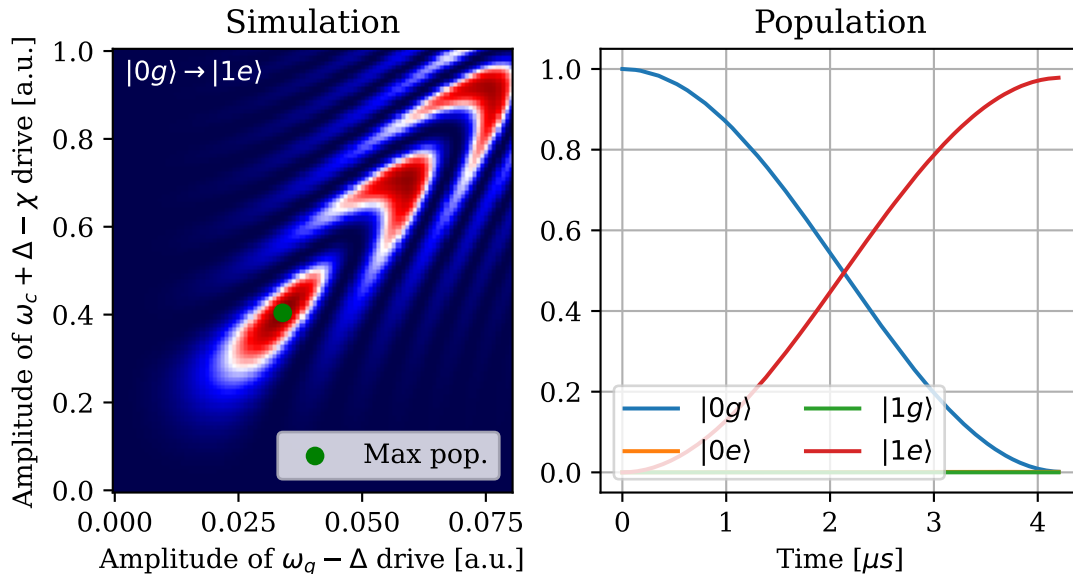 Simulation
|0g⟩ → |1e⟩
Max pop.
Amplitude of ω_c + Δ − χ drive [a.u.]
1.0
0.8
0.6
0.4
0.2
0.0
0.000 0.025 0.050 0.075
Amplitude of ω_q − Δ drive [a.u.]
Population
1.0
0.8
0.6
0.4
0.2
0.0
|0g⟩ |1g⟩
|0e⟩ |1e⟩
0 1 2 3 4
Time [μs]